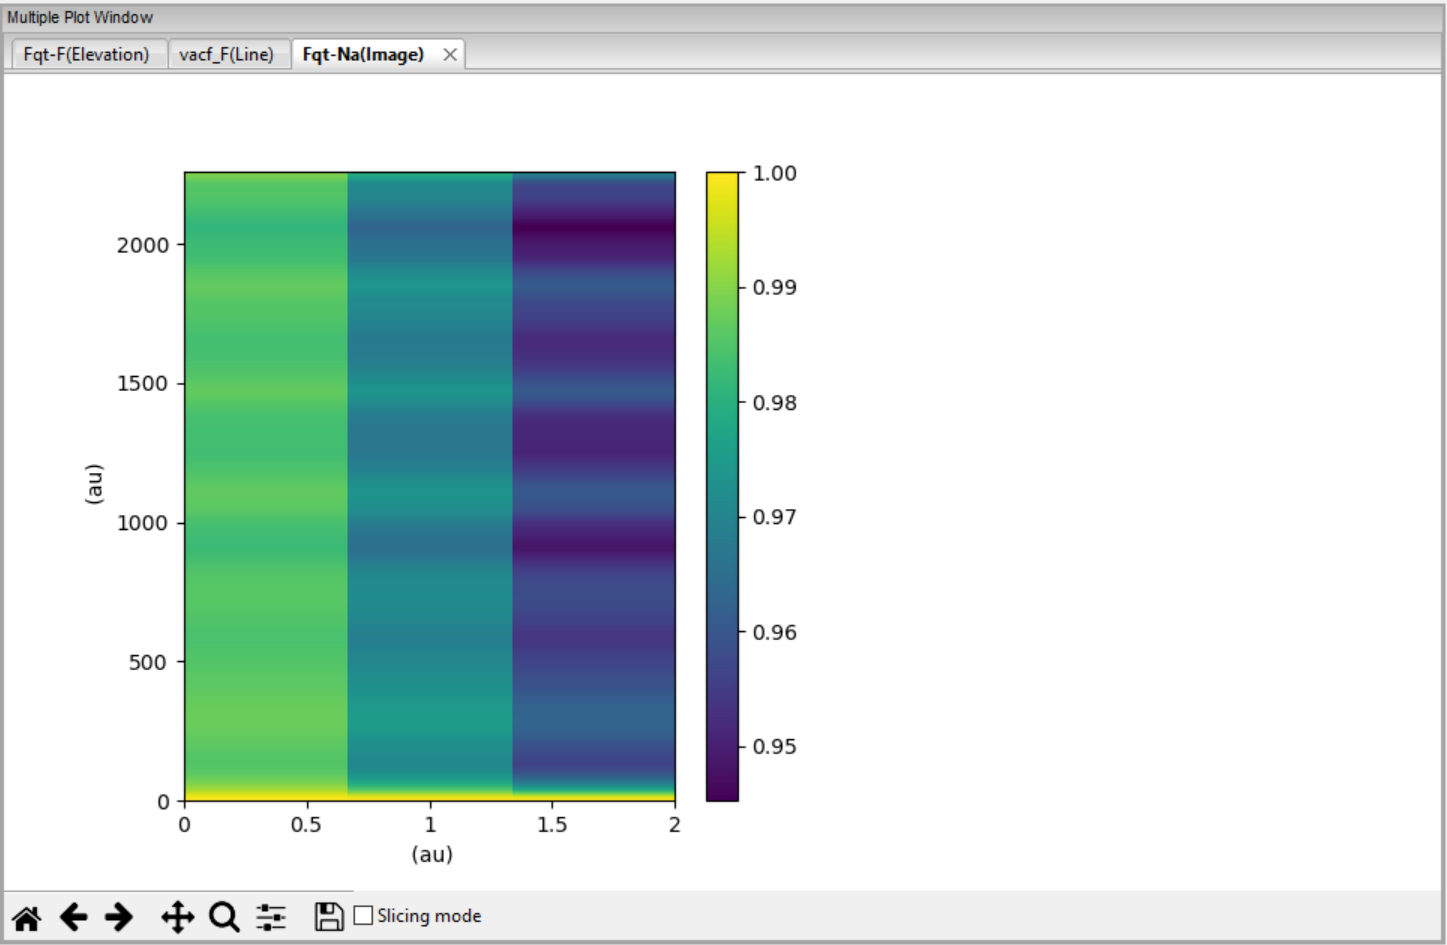 Multiple Plot Window
Fqt-F(Elevation) vacf_F(Line) Fqt-Na(Image)
1.00
2000
0.99
1500
0.98
(au)
1000
0.97
500
0.96
0.95
0
0 0.5 1 1.5 2
(au)
Slicing mode